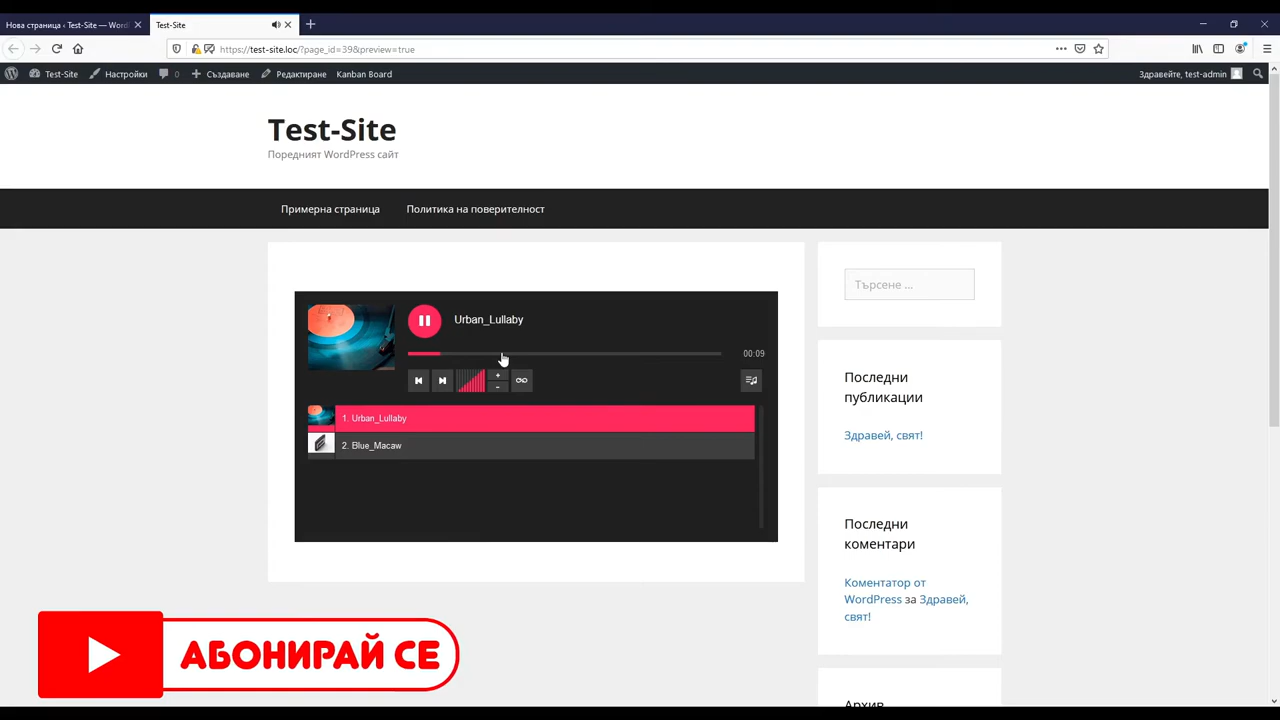 Нова страница ‹ Test-Site — Word
Test-Site
https://test-site.loc/?page_id=39&preview=true
Test-Site
Настройки
0
Създаване
Редактиране
Kanban Board
Здравейте, test-admin
Test-Site
Поредният WordPress сайт
Примерна страница
Политика на поверителност
Urban_Lullaby
00:09
+
-
1. Urban_Lullaby
2. Blue_Macaw
Търсене ...
Последни
публикации
Здравей, свят!
Последни
коментари
Коментатор от
WordPress за Здравей,
свят!
Архив
АБОНИРАЙ СЕ